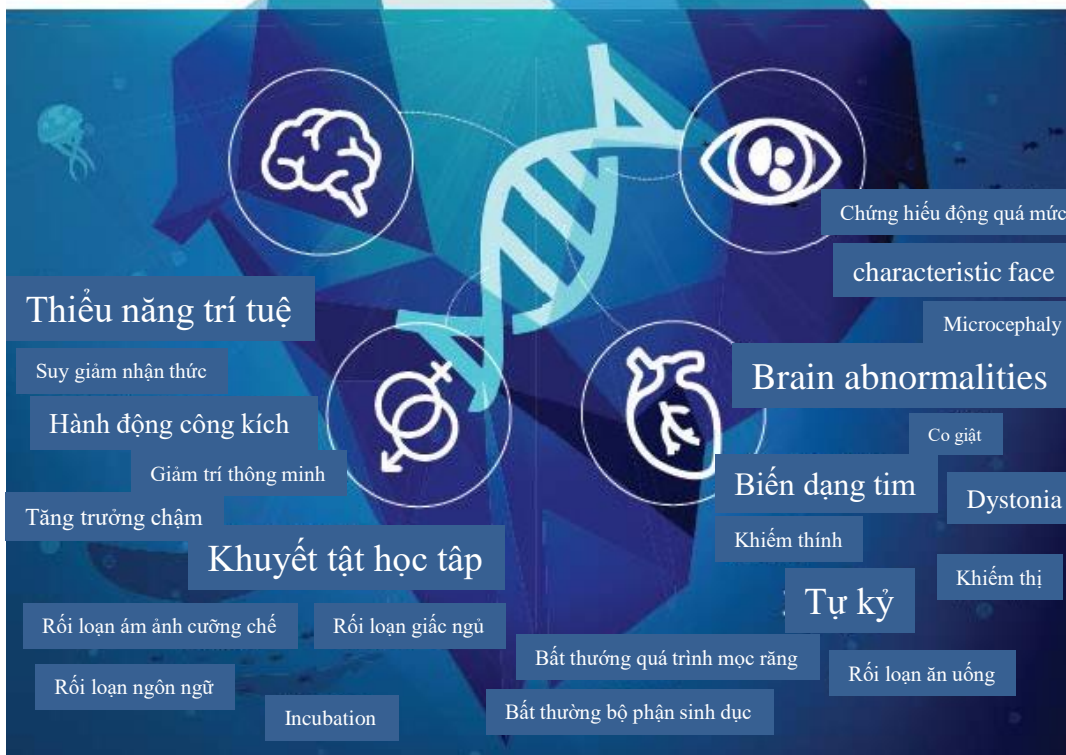 Chứng hiếu động quá mức
characteristic face
Thiểu năng trí tuệ
Microcephaly
Suy giảm nhận thức
Brain abnormalities
Hành động công kích
Co giật
Giảm trí thông minh
Biến dạng tim
Dystonia
Tăng trưởng chậm
Khiếm thính
Khuyết tật học tâp
Khiếm thị
Tự kỷ
Rối loạn ám ảnh cưỡng chế
Rối loạn giấc ngủ
Bất thướng quá trình mọc răng
Rối loạn ăn uống
Rối loạn ngôn ngữ
Incubation
Bất thường bộ phận sinh dục